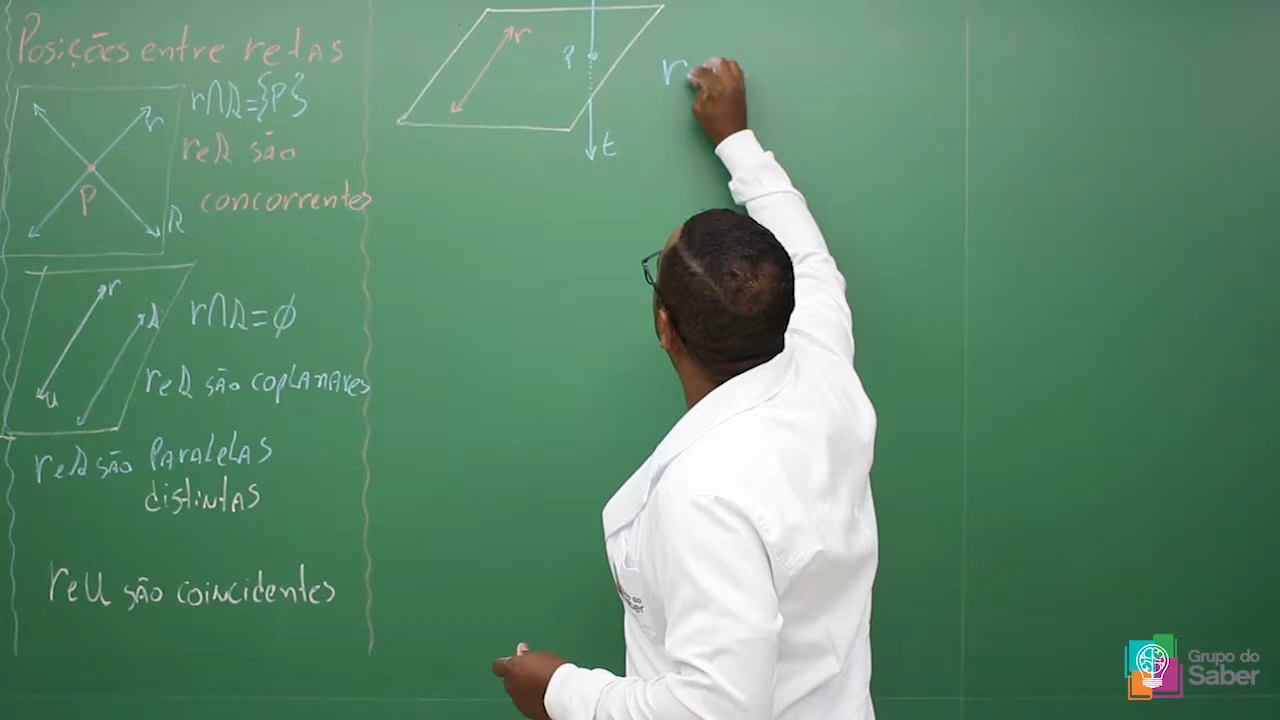 Posições entre retas
r
P
s
r∩s={P}
r e s são
concorrentes
r
s
u
r∩s=ϕ
r e s são coplanares
r e s são paralelas
distintas
r e u são coincidentes
r
P
t
r
Grupo do
Saber